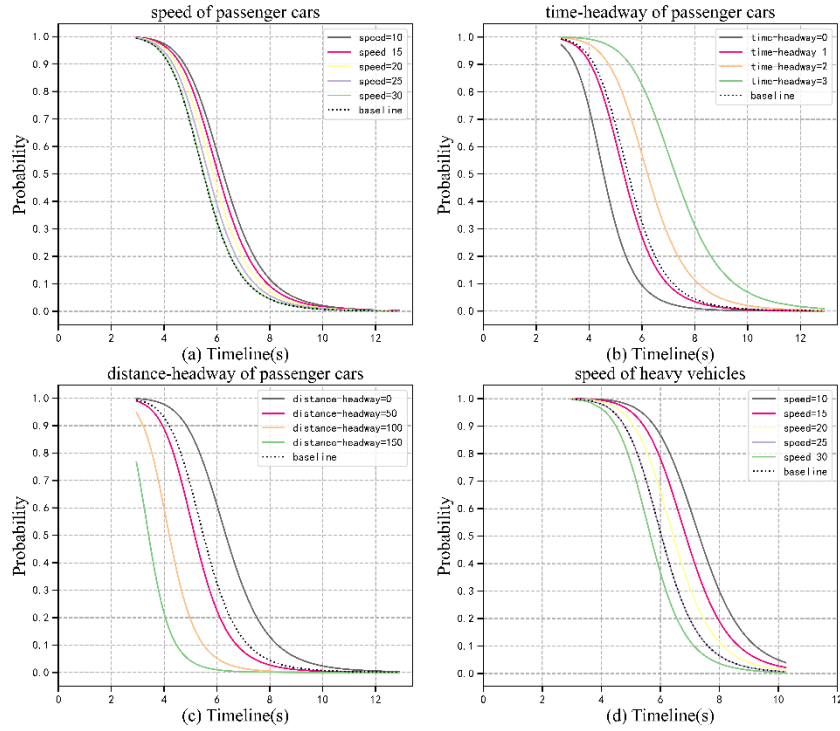 speed of passenger cars
1.0
0.9
0.8
0.7
0.6
0.5
0.4
0.3
0.2
0.1
0.0
Probability
speed=10
speed 15
speed=20
speed=25
speed=30
baseline
0 2 4 6 8 10 12
(a) Timeline(s)
time-headway of passenger cars
1.0
0.9
0.8
0.7
0.6
0.5
0.4
0.3
0.2
0.1
0.0
Probability
time-headway=0
time-headway 1
time-headway=2
time-headway=3
baseline
0 2 4 6 8 10 12
(b) Timeline(s)
distance-headway of passenger cars
1.0
0.9
0.8
0.7
0.6
0.5
0.4
0.3
0.2
0.1
0.0
Probability
distance-headway=0
distance-headway=50
distance-headway=100
distance-headway=150
baseline
0 2 4 6 8 10 12
(c) Timeline(s)
speed of heavy vehicles
1.0
0.9
0.8
0.7
0.6
0.5
0.4
0.3
0.2
0.1
0.0
Probability
speed=10
speed=15
speed=20
speed=25
speed 30
baseline
0 2 4 6 8 10 12
(d) Timeline(s)